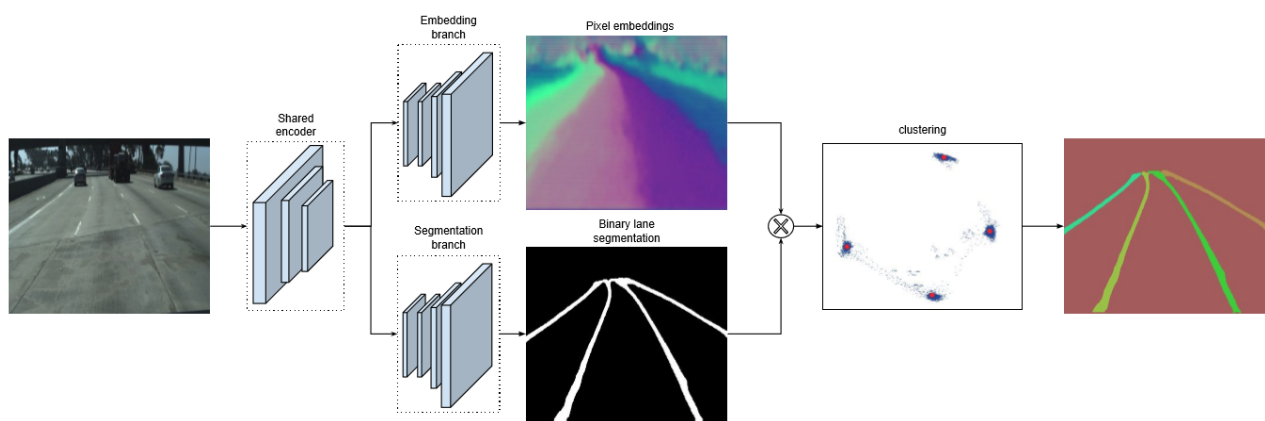 Embedding
branch
Pixel embeddings
Shared
encoder
clustering
Segmentation
branch
Binary lane
segmentation